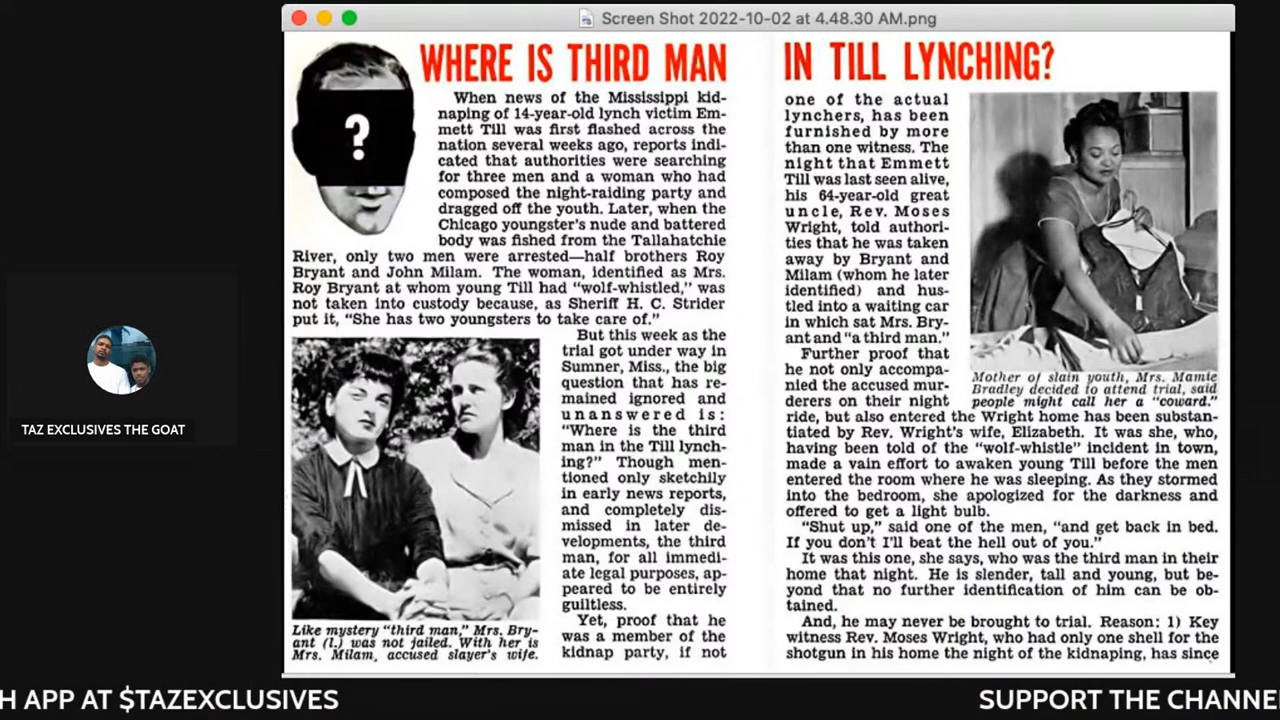 Screen Shot 2022-10-02 at 4.48.30 AM.png
WHERE IS THIRD MAN
IN TILL LYNCHING?
?
When news of the Mississippi kid-
naping of 14-year-old lynch victim Em-
mett Till was first flashed across the
nation several weeks ago, reports indi-
cated that authorities were searching
for three men and a woman who had
composed the night-raiding party and
dragged off the youth. Later, when the
Chicago youngster's nude and battered
body was fished from the Tallahatchie
River, only two men were arrested—half brothers Roy
Bryant and John Milam. The woman, identified as Mrs.
Roy Bryant at whom young Till had "wolf-whistled," was
not taken into custody because, as Sheriff H. C. Strider
put it, "She has two youngsters to take care of."
But this week as the
trial got under way in
Sumner, Miss., the big
question that has re-
mained ignored and
unanswered is:
"Where is the third
man in the Till lynch-
ing?" Though men-
tioned only sketchily
in early news reports,
and completely dis-
missed in later de-
velopments, the third
man, for all immedi-
ate legal purposes, ap-
peared to be entirely
guiltless.
Yet, proof that he
was a member of the
kidnap party, if not
Like mystery "third man," Mrs. Bry-
ant (l.) was not jailed. With her is
Mrs. Milam, accused slayer's wife.
one of the actual
lynchers, has been
furnished by more
than one witness. The
night that Emmett
Till was last seen alive,
his 64-year-old great
uncle, Rev. Moses
Wright, told authori-
ties that he was taken
away by Bryant and
Milam (whom he later
identified) and hus-
tled into a waiting car
in which sat Mrs. Bry-
ant and "a third man."
Further proof that
he not only accompa-
nied the accused mur-
derers on their night
Mother of slain youth, Mrs. Mamie
Bradley decided to attend trial, said
people might call her a "coward."
ride, but also entered the Wright home has been substan-
tiated by Rev. Wright's wife, Elizabeth. It was she, who,
having been told of the "wolf-whistle" incident in town,
made a vain effort to awaken young Till before the men
entered the room where he was sleeping. As they stormed
into the bedroom, she apologized for the darkness and
offered to get a light bulb.
"Shut up," said one of the men, "and get back in bed.
If you don't I'll beat the hell out of you."
It was this one, she says, who was the third man in their
home that night. He is slender, tall and young, but be-
yond that no further identification of him can be ob-
tained.
And, he may never be brought to trial. Reason: 1) Key
witness Rev. Moses Wright, who had only one shell for the
shotgun in his home the night of the kidnaping, has since
TAZ EXCLUSIVES THE GOAT
H APP AT $TAZEXCLUSIVES
SUPPORT THE CHANNE